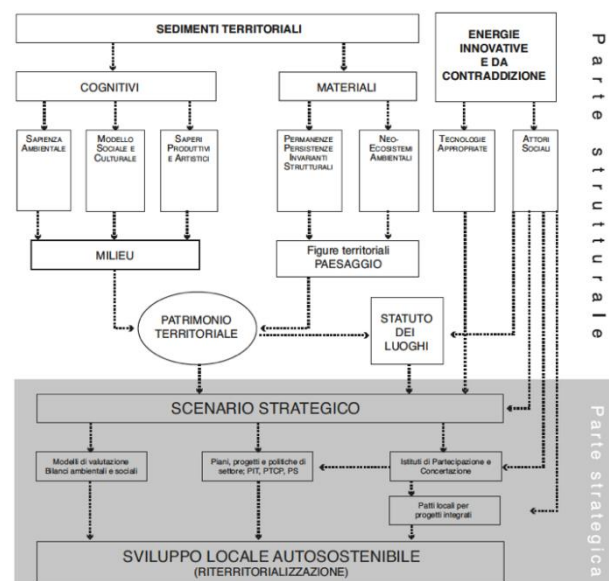 SEDIMENTI TERRITORIALI
ENERGIE
INNOVATIVE
E DA
CONTRADDIZIONE
COGNITIVI
MATERIALI
SAPIENZA
AMBIENTALE
MODELLO
SOCIALE E
CULTURALE
SAPERI
PRODUTTIVI
E ARTISTICI
PERMANENZE
PERSISTENZE
INVARIANTI
STRUTTURALI
NEO-
ECOSISTEMI
AMBIENTALI
TECNOLOGIE
APPROPRIATE
ATTORI
SOCIALI
MILIEU
Figure territoriali
PAESAGGIO
PATRIMONIO
TERRITORIALE
STATUTO
DEI
LUOGHI
Parte strutturale
SCENARIO STRATEGICO
Modelli di valutazione
Bilanci ambientali e sociali
Piani, progetti e politiche di
settore; PIT, PTCP, PS
Istituti di Partecipazione e
Concertazione
Patti locali per
progetti integrati
SVILUPPO LOCALE AUTOSOSTENIBILE
(RITERRITORIALIZZAZIONE)
Parte strategica